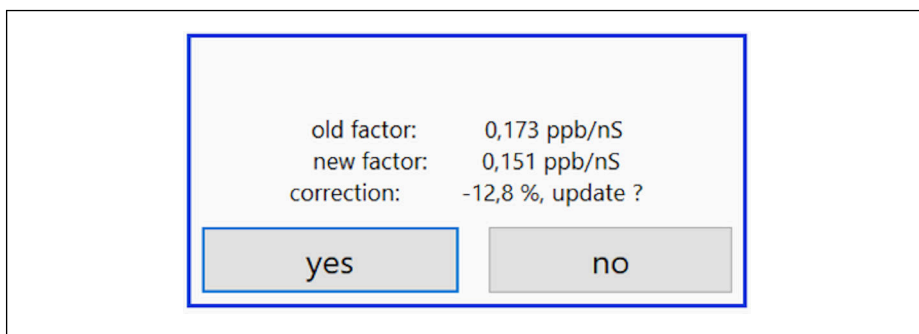 old factor: 0,173 ppb/nS
new factor: 0,151 ppb/nS
correction: -12,8 %, update ?
yes no